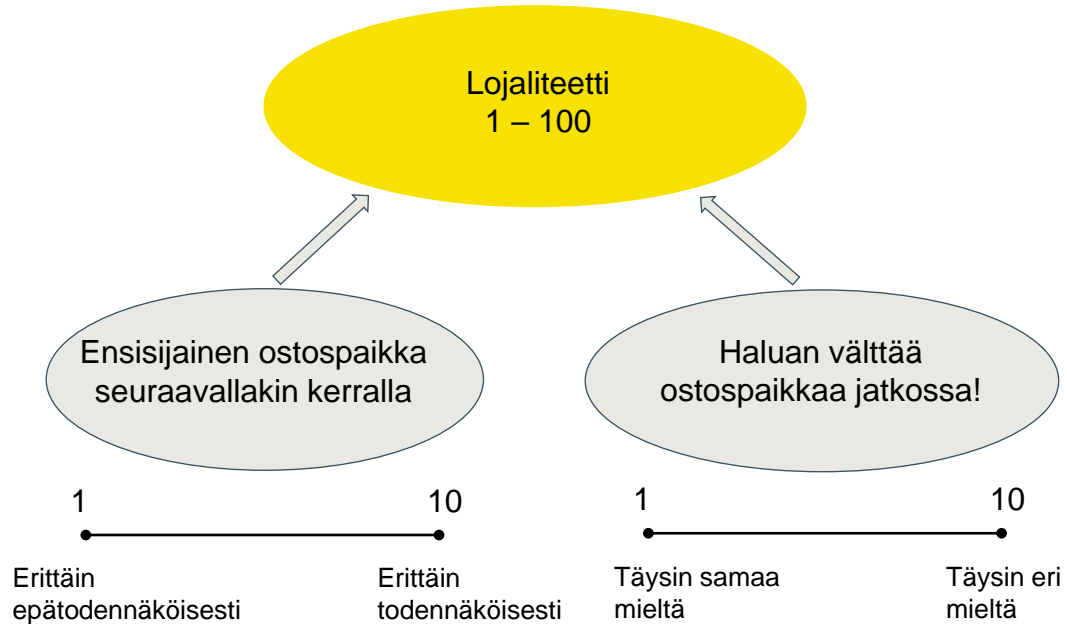 Lojaliteetti
1 – 100
Ensisijainen ostospaikka
seuraavallakin kerralla
Haluan välttää
ostospaikkaa jatkossa!
1
10
1
10
Erittäin
epätodennäköisesti
Erittäin
todennäköisesti
Täysin samaa
mieltä
Täysin eri
mieltä